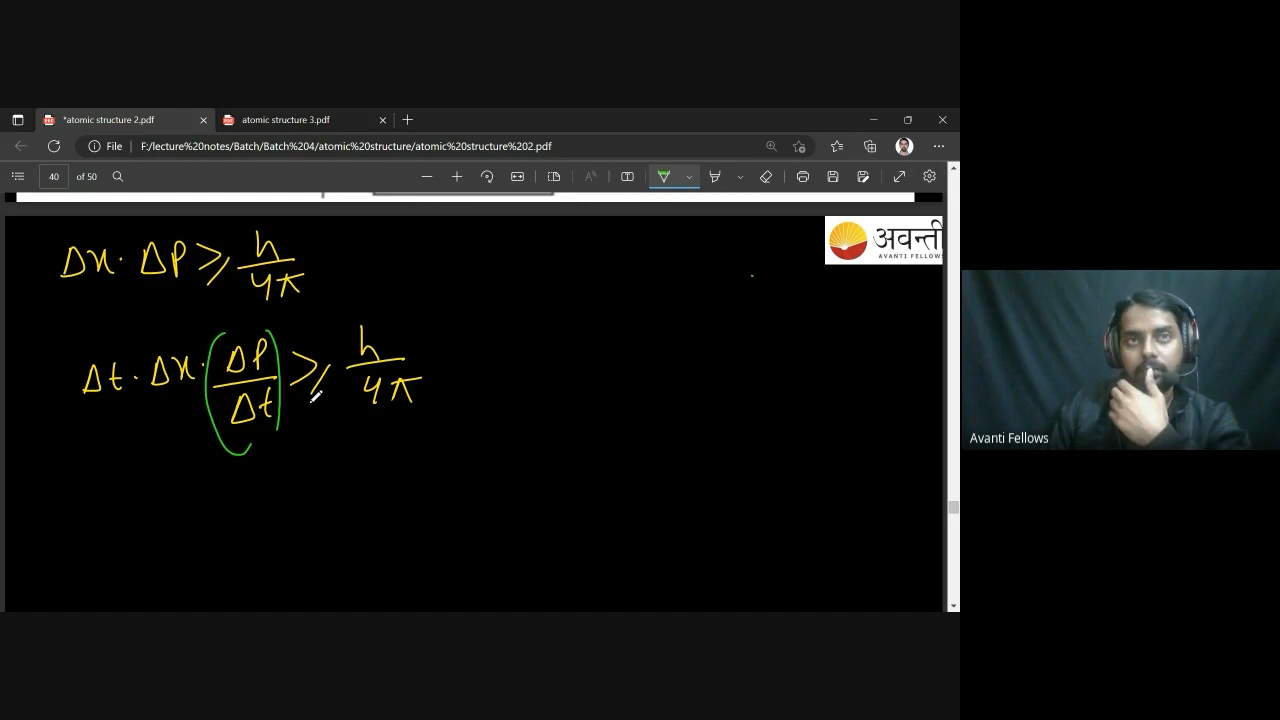 *atomic structure 2.pdf
atomic structure 3.pdf
File
F:/lecture%20notes/Batch/Batch%204/atomic%20structure/atomic%20structure%202.pdf
40 of 50
अवन्ती
AVANTI FELLOWS
Δx · ΔP ≥ h/4π
Δt · Δx · (ΔP/Δt) ≥ h/4π
Avanti Fellows